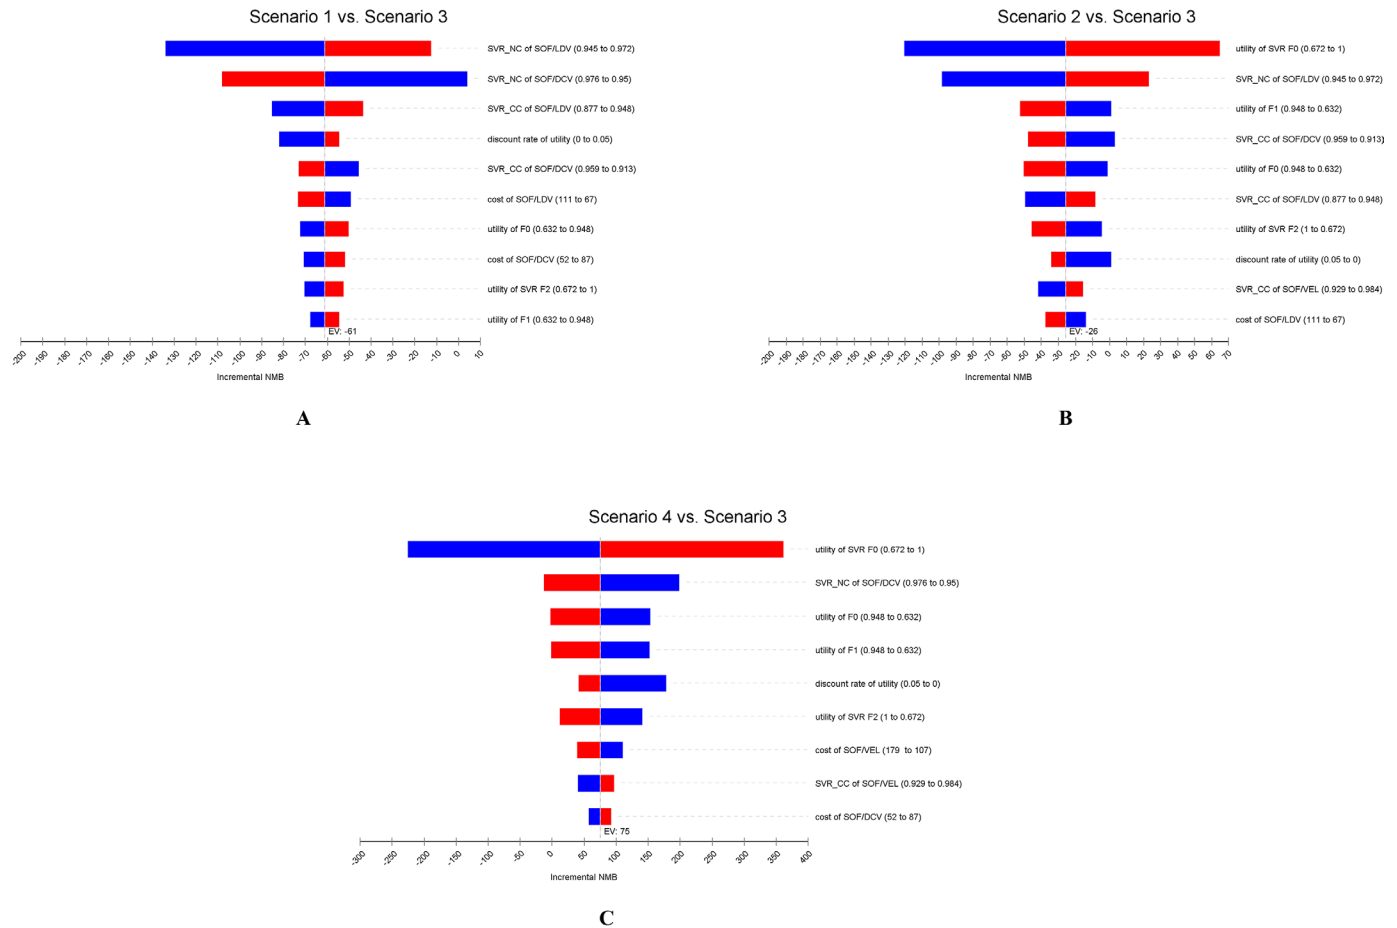 Scenario 1 vs. Scenario 3
SVR_NC of SOF/LDV (0.945 to 0.972)
SVR_NC of SOF/DCV (0.976 to 0.95)
SVR_CC of SOF/LDV (0.877 to 0.948)
discount rate of utility (0 to 0.05)
SVR_CC of SOF/DCV (0.959 to 0.913)
cost of SOF/LDV (111 to 67)
utility of F0 (0.632 to 0.948)
cost of SOF/DCV (52 to 87)
utility of SVR F2 (0.672 to 1)
utility of F1 (0.632 to 0.948)
EV: -61
-200 -190 -180 -170 -160 -150 -140 -130 -120 -110 -100 -90 -80 -70 -60 -50 -40 -30 -20 -10 0 10
Incremental NMB
A
Scenario 2 vs. Scenario 3
utility of SVR F0 (0.672 to 1)
SVR_NC of SOF/LDV (0.945 to 0.972)
utility of F1 (0.948 to 0.632)
SVR_CC of SOF/DCV (0.959 to 0.913)
utility of F0 (0.948 to 0.632)
SVR_CC of SOF/LDV (0.877 to 0.948)
utility of SVR F2 (1 to 0.672)
discount rate of utility (0.05 to 0)
SVR_CC of SOF/VEL (0.929 to 0.984)
cost of SOF/LDV (111 to 67)
EV: -26
-200 -190 -180 -170 -160 -150 -140 -130 -120 -110 -100 -90 -80 -70 -60 -50 -40 -30 -20 -10 0 10 20 30 40 50 60 70
Incremental NMB
B
Scenario 4 vs. Scenario 3
utility of SVR F0 (0.672 to 1)
SVR_NC of SOF/DCV (0.976 to 0.95)
utility of F0 (0.948 to 0.632)
utility of F1 (0.948 to 0.632)
discount rate of utility (0.05 to 0)
utility of SVR F2 (1 to 0.672)
cost of SOF/VEL (179 to 107)
SVR_CC of SOF/VEL (0.929 to 0.984)
cost of SOF/DCV (52 to 87)
EV: 75
-300 -250 -200 -150 -100 -50 0 50 100 150 200 250 300 350 400
Incremental NMB
C